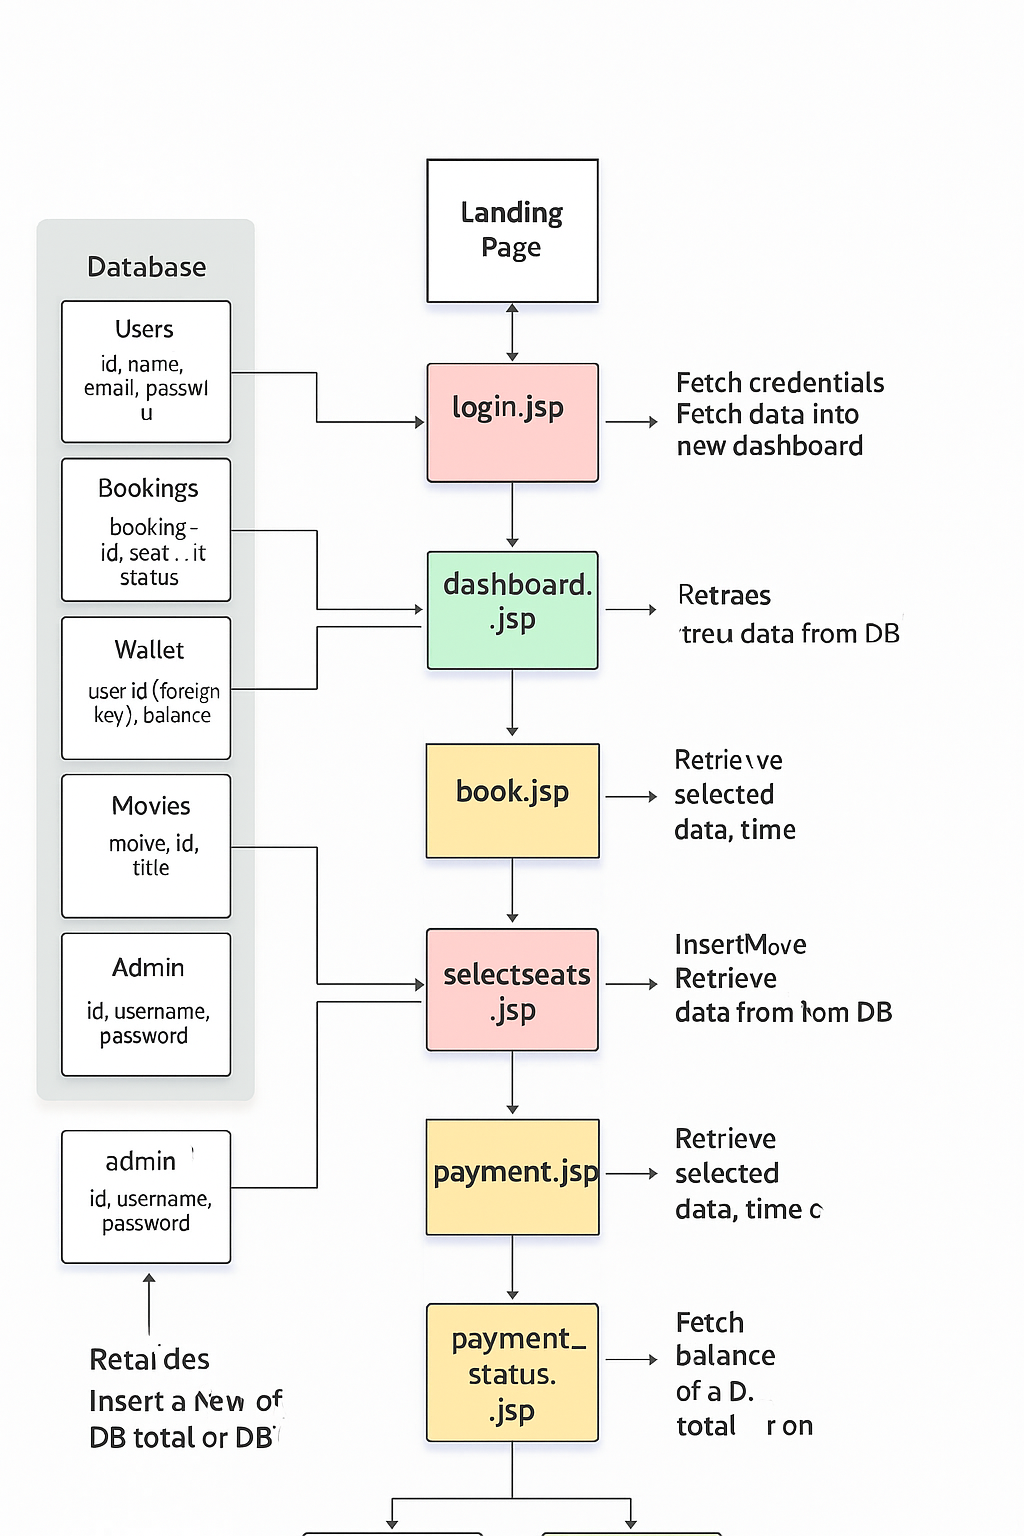 Landing
Page
Database
Users
id, name,
email, passwl
u
login.jsp
Fetch credentials
Fetch data into
new dashboard
Bookings
booking-
id, seat . . it
status
dashboard.
.jsp
Retraes
treu data from DB
Wallet
user id (foreign
key), balance
book.jsp
Retrieve
selected
data, time
Movies
moive, id,
title
Admin
id, username,
password
selectseats
.jsp
InsertMove
Retrieve
data from DB
admin
id, username,
password
payment.jsp
Retrieve
selected
data, time c
payment_
status.
.jsp
Fetch
balance
of a D.
total r on
Retai des
Insert a New of
DB total or DB